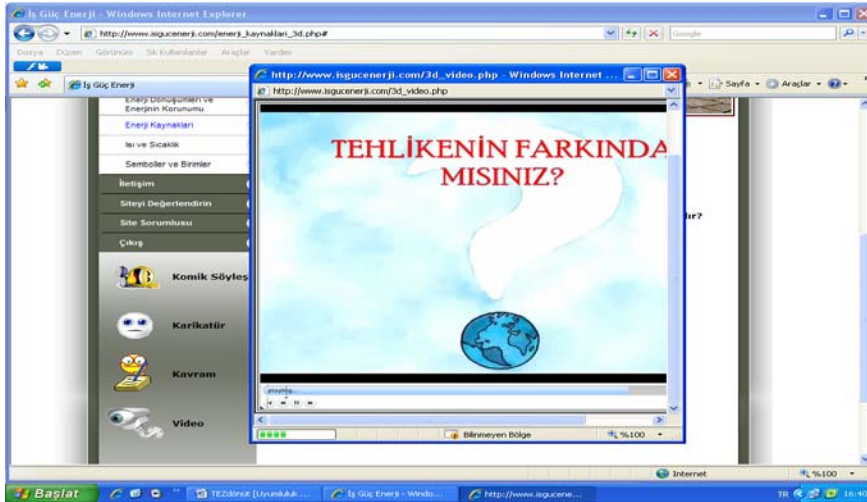 İş Güç Enerji - Windows Internet Explorer
http://www.isgucenerji.com/enerji_kaynaklari_3d.php#
Google
Dosya Düzen Görünüm Sık Kullanılanlar Araçlar Yardım
İş Güç Enerji
Sayfa Araçlar
http://www.isgucenerji.com/3d_video.php - Windows Internet ...
http://www.isgucenerji.com/3d_video.php
Enerji Dönüşümleri ve
Enerjinin Korunumu
Enerji Kaynakları
Isı ve Sıcaklık
Semboller ve Birimler
İletişim
Siteyi Değerlendirin
Site Sorumlusu
Çıkış
Komik Söyleş
Karikatür
Kavram
Video
TEHLİKENİN FARKINDA
MISINIZ?
playing...
Bilinmeyen Bölge %100
Internet %100
Başlat
TEZdönüt [Uyumluluk ...
İş Güç Enerji - Windo...
http://www.isgucene...
TR